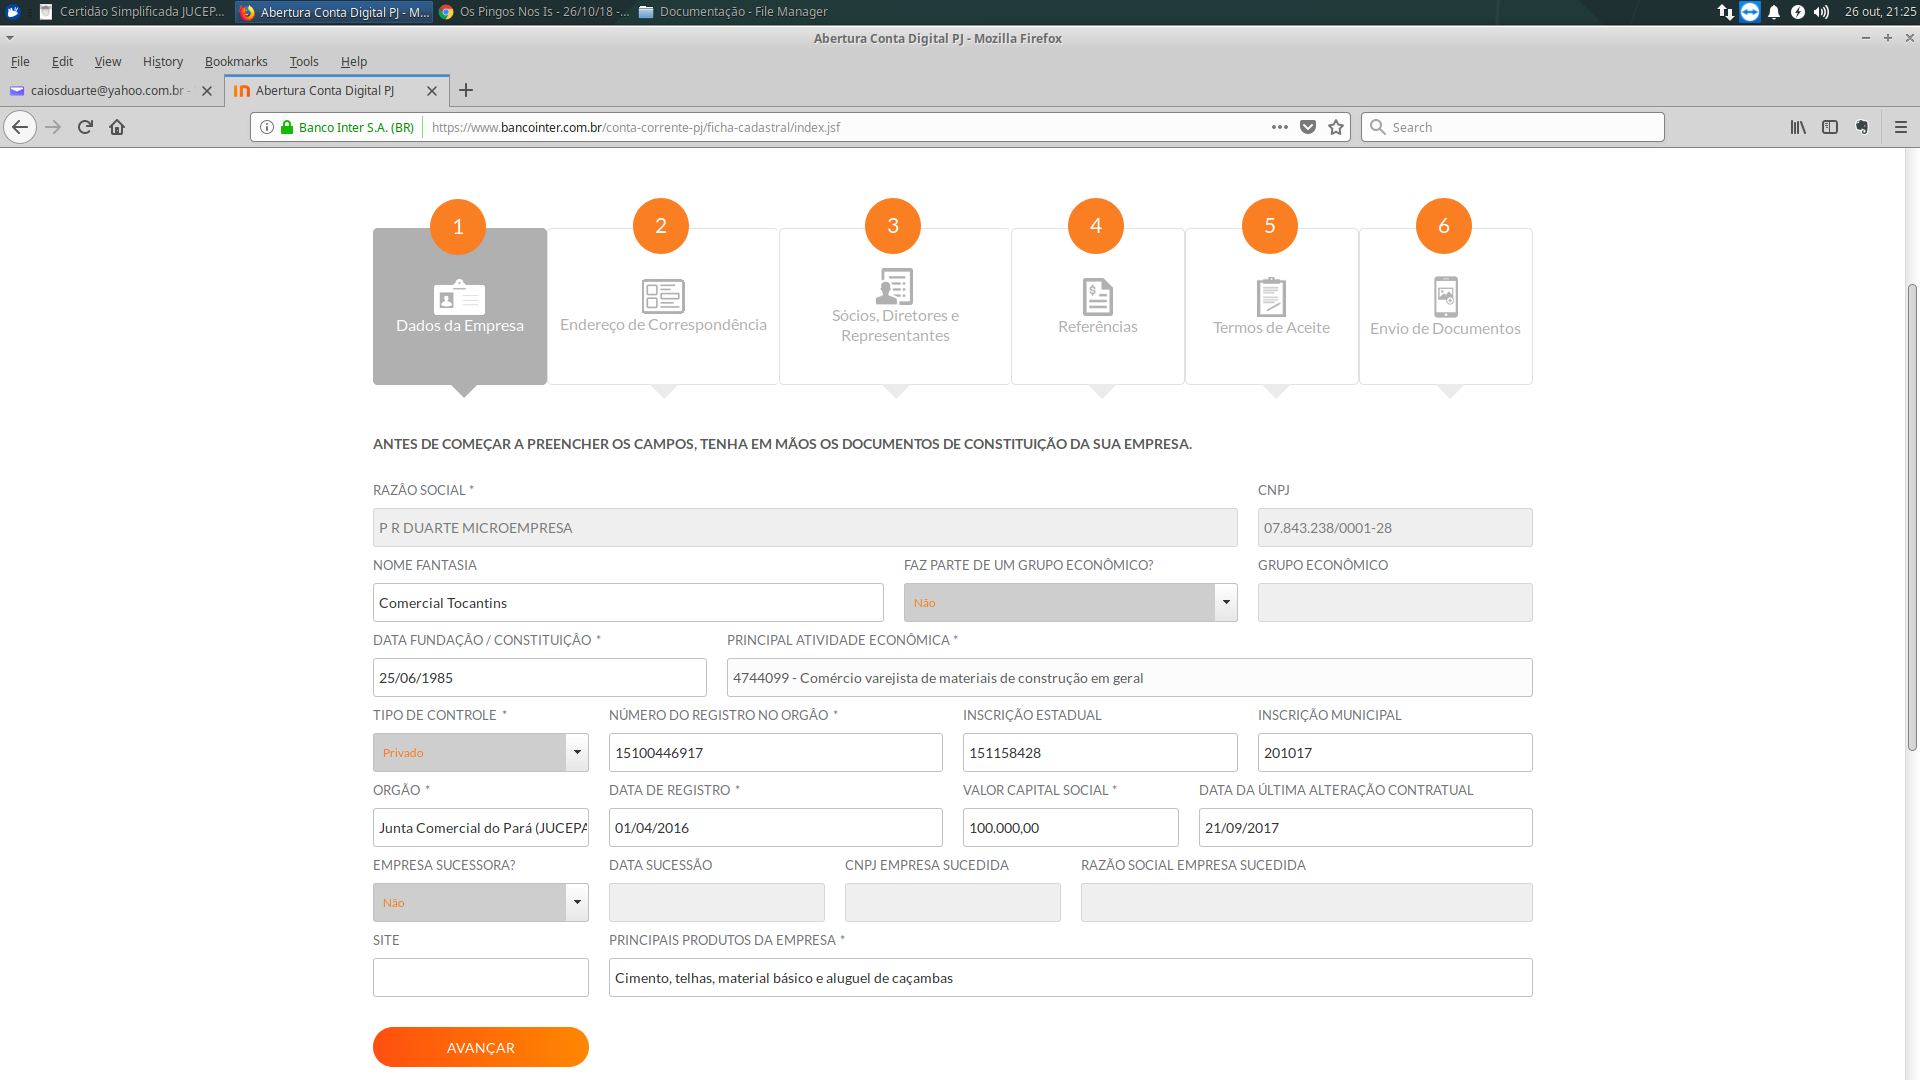 Certidão Simplificada JUCEP...
Abertura Conta Digital PJ - M...
Os Pingos Nos Is - 26/10/18 -...
Documentação - File Manager
26 out, 21:25
Abertura Conta Digital PJ - Mozilla Firefox
File Edit View History Bookmarks Tools Help
caiosduarte@yahoo.com.br -
Abertura Conta Digital PJ
Banco Inter S.A. (BR)
https://www.bancointer.com.br/conta-corrente-pj/ficha-cadastral/index.jsf
Search
1
2
3
4
5
6
Dados da Empresa
Endereço de Correspondência
Sócios, Diretores e
Representantes
Referências
Termos de Aceite
Envio de Documentos
ANTES DE COMEÇAR A PREENCHER OS CAMPOS, TENHA EM MÃOS OS DOCUMENTOS DE CONSTITUIÇÃO DA SUA EMPRESA.
RAZÂO SOCIAL *
CNPJ
P R DUARTE MICROEMPRESA
07.843.238/0001-28
NOME FANTASIA
FAZ PARTE DE UM GRUPO ECONÔMICO?
GRUPO ECONÔMICO
Comercial Tocantins
Não
DATA FUNDAÇÂO / CONSTITUIÇÂO *
PRINCIPAL ATIVIDADE ECONÔMICA *
25/06/1985
4744099 - Comércio varejista de materiais de construção em geral
TIPO DE CONTROLE *
NÚMERO DO REGISTRO NO ORGÂO *
INSCRIÇÃO ESTADUAL
INSCRIÇÃO MUNICIPAL
Privado
15100446917
151158428
201017
ORGÃO *
DATA DE REGISTRO *
VALOR CAPITAL SOCIAL *
DATA DA ÚLTIMA ALTERAÇÃO CONTRATUAL
Junta Comercial do Pará (JUCEPA
01/04/2016
100.000,00
21/09/2017
EMPRESA SUCESSORA?
DATA SUCESSÃO
CNPJ EMPRESA SUCEDIDA
RAZÃO SOCIAL EMPRESA SUCEDIDA
Não
SITE
PRINCIPAIS PRODUTOS DA EMPRESA *
Cimento, telhas, material básico e aluguel de caçambas
AVANÇAR